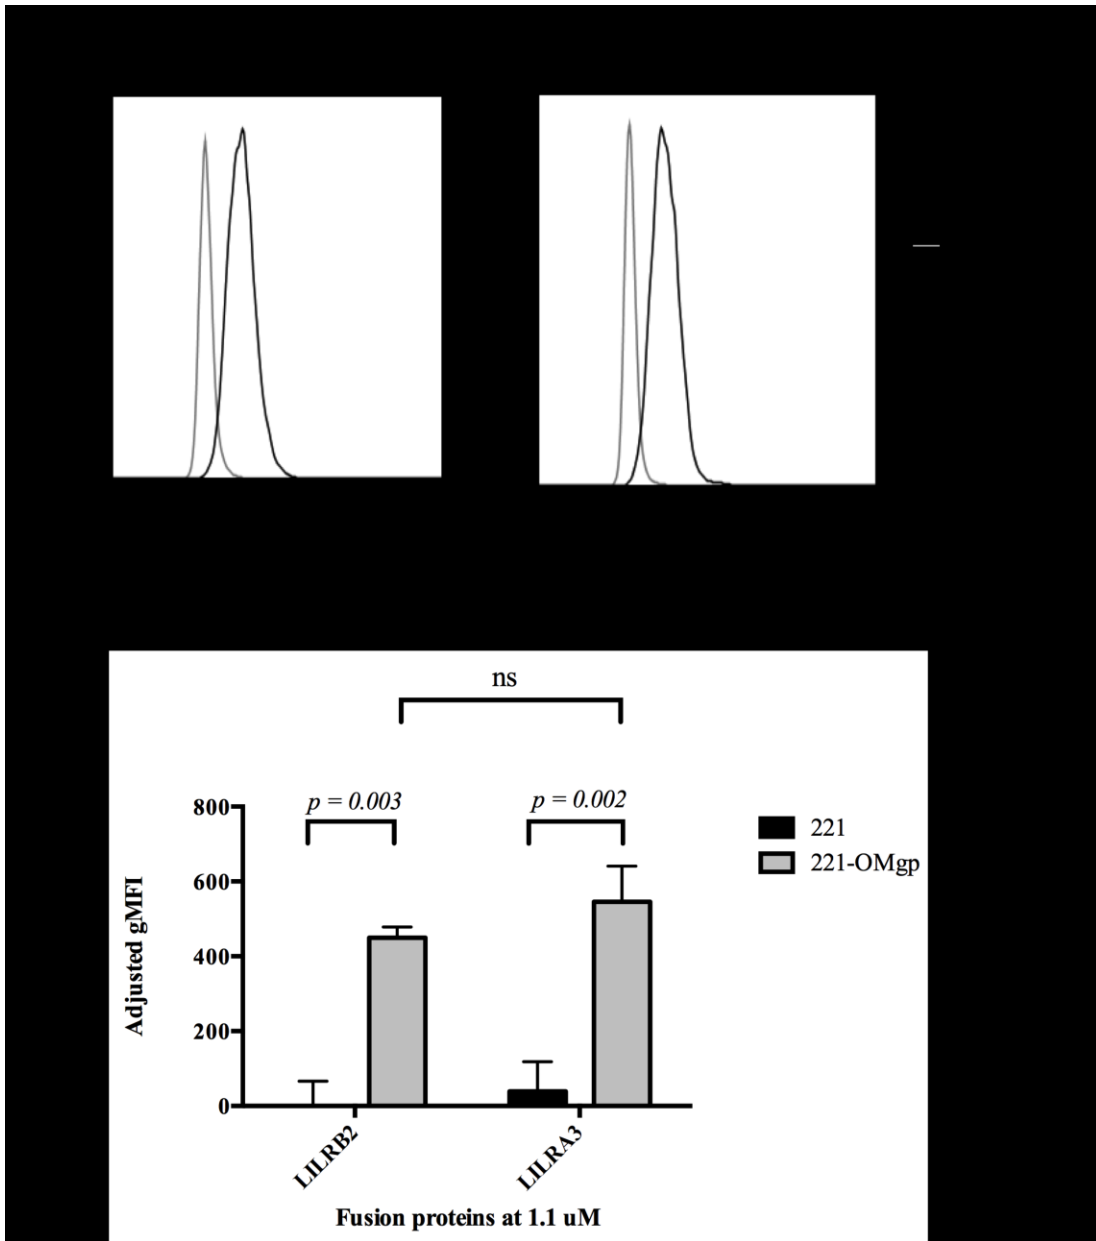 ns
p = 0.003
p = 0.002
800
600
400
200
0
Adjusted gMFI
221
221-OMgp
LILRB2
LILRA3
Fusion proteins at 1.1 uM